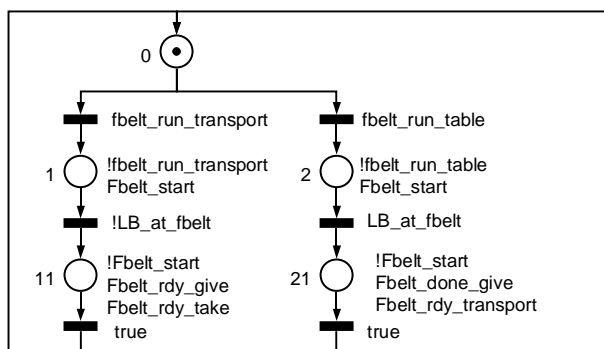 0
fbelt_run_transport
fbelt_run_table
1
!fbelt_run_transport
Fbelt_start
2
!fbelt_run_table
Fbelt_start
!LB_at_fbelt
LB_at_fbelt
11
!Fbelt_start
Fbelt_rdy_give
Fbelt_rdy_take
21
!Fbelt_start
Fbelt_done_give
Fbelt_rdy_transport
true
true